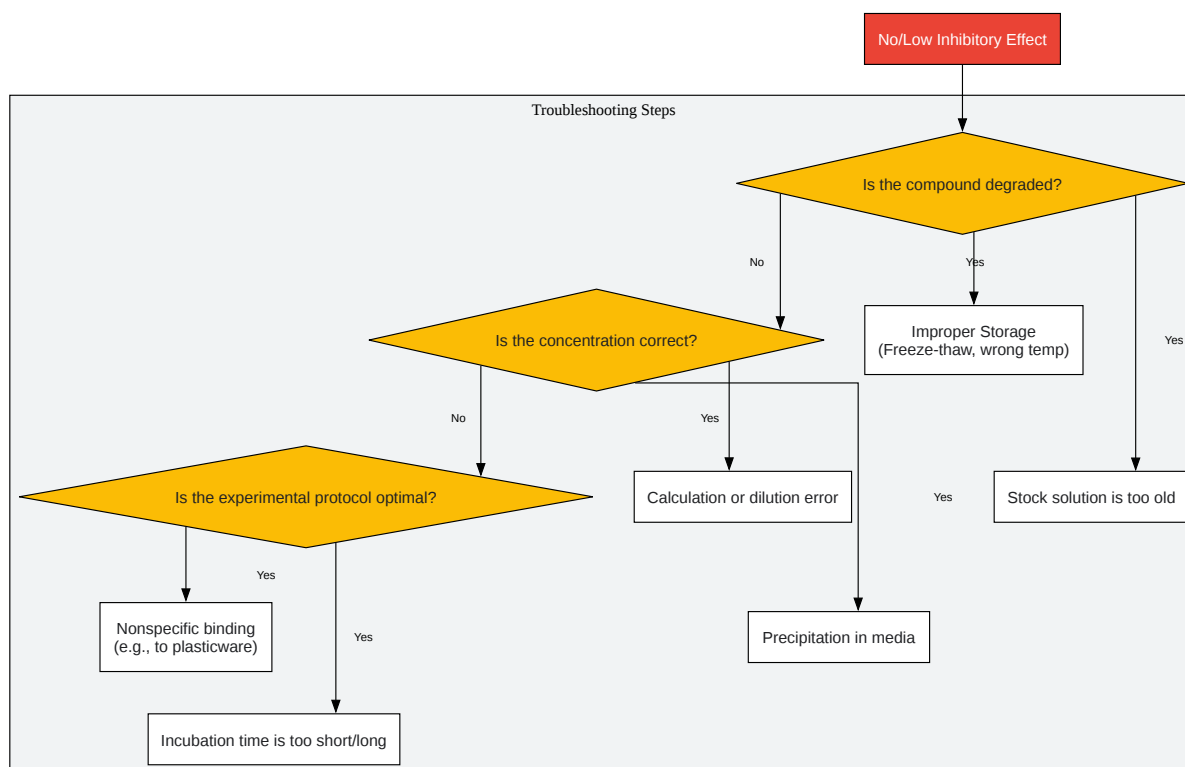 No/Low Inhibitory Effect
Troubleshooting Steps
Is the compound degraded?
No
Yes
Improper Storage
(Freeze-thaw, wrong temp)
Yes
Is the concentration correct?
No
Yes
Calculation or dilution error
Yes
Stock solution is too old
Is the experimental protocol optimal?
Yes
Nonspecific binding
(e.g., to plasticware)
Yes
Precipitation in media
Incubation time is too short/long